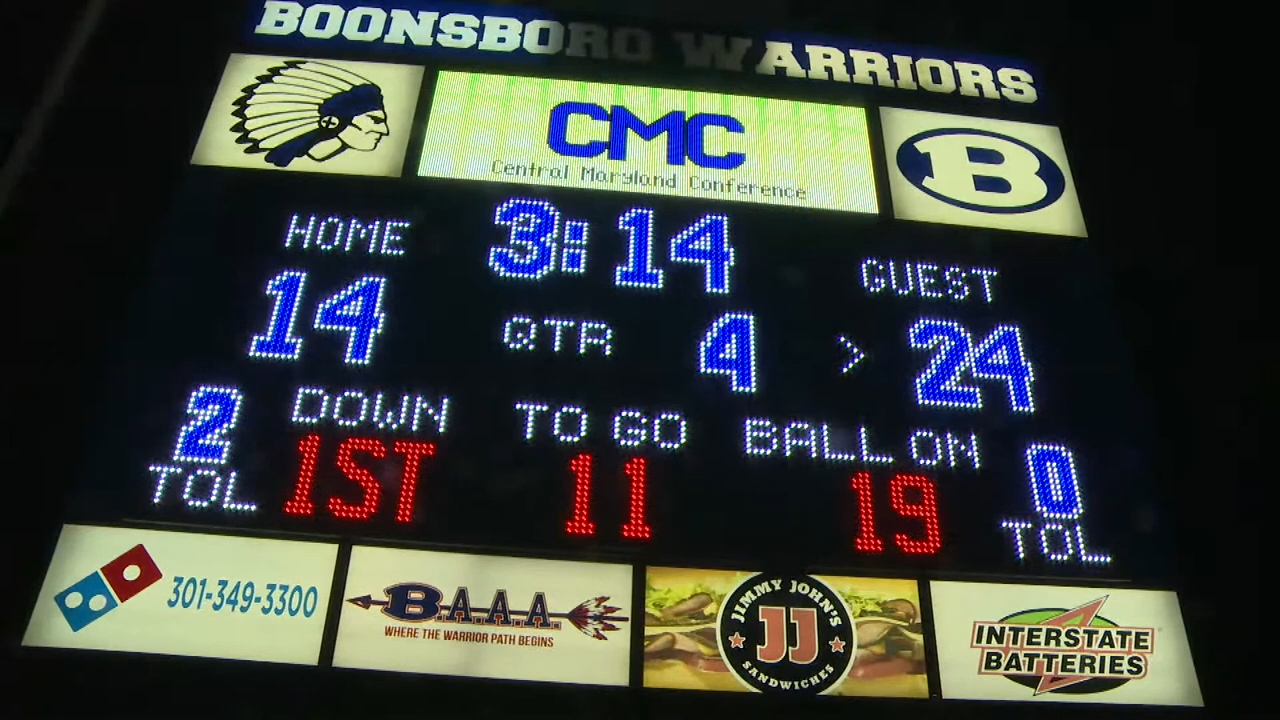 BOONSBORO WARRIORS
CMC
Central Maryland Conference
B
HOME 3:14 GUEST
14 QTR 4 > 24
2 DOWN TO GO BALL ON 0
TOL 1ST 11 19 TOL
301-349-3300
B.A.A.A.
WHERE THE WARRIOR PATH BEGINS
JIMMY JOHN'S
JJ
SANDWICHES
INTERSTATE
BATTERIES